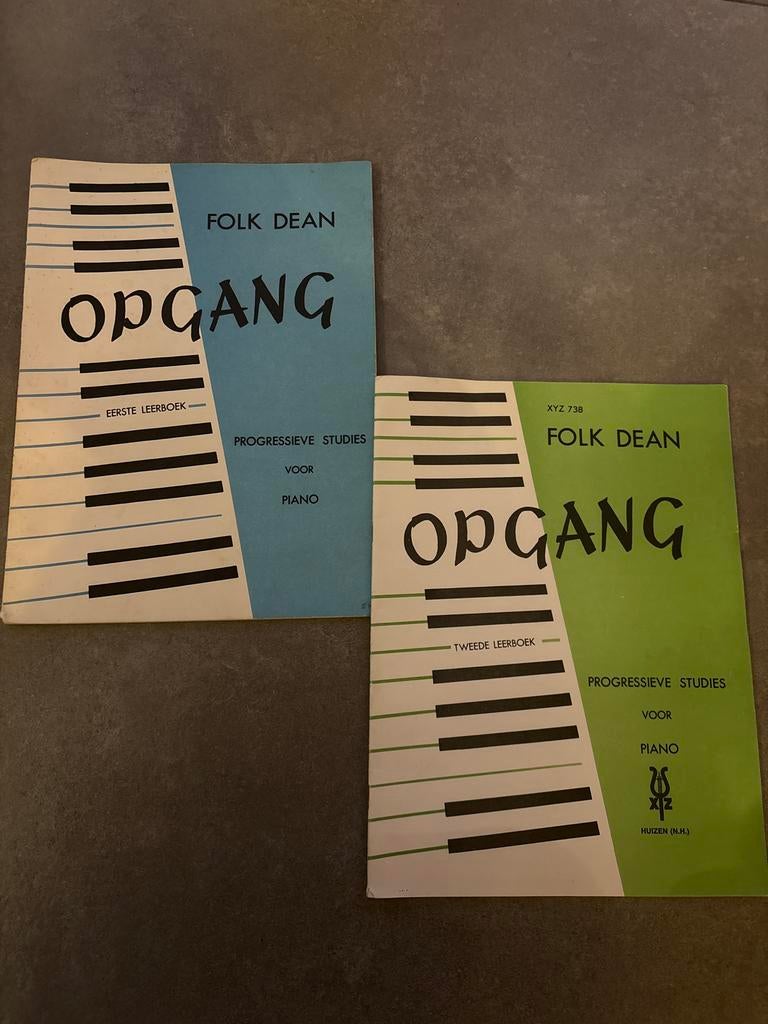 FOLK DEAN
OPGANG
EERSTE LEERBOEK
PROGRESSIEVE STUDIES
VOOR
PIANO
XYZ 738
FOLK DEAN
OPGANG
TWEEDE LEERBOEK
PROGRESSIEVE STUDIES
VOOR
PIANO
XYZ
HUIZEN (N.H.)